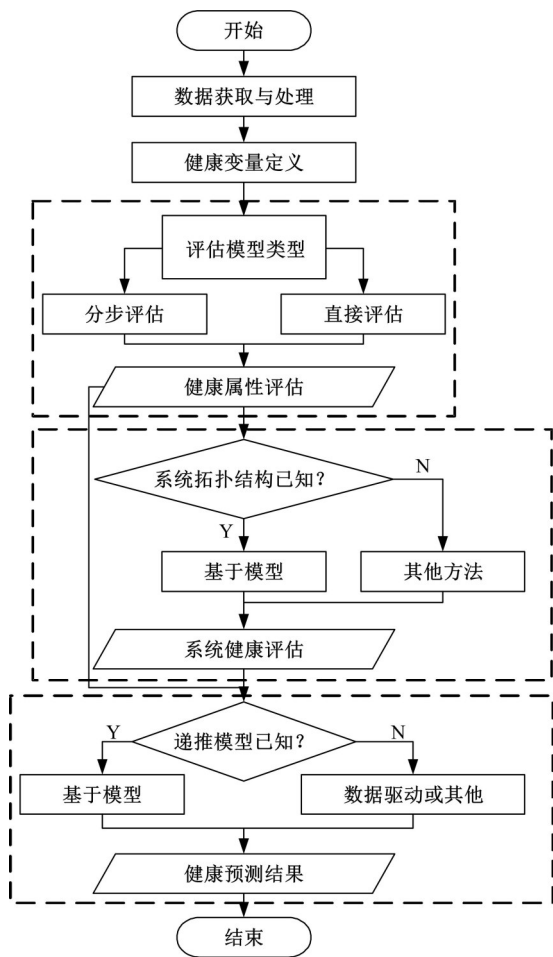 开始
数据获取与处理
健康变量定义
评估模型类型
分步评估
直接评估
健康属性评估
系统拓扑结构已知？
N
Y
基于模型
其他方法
系统健康评估
递推模型已知？
Y
N
基于模型
数据驱动或其他
健康预测结果
结束